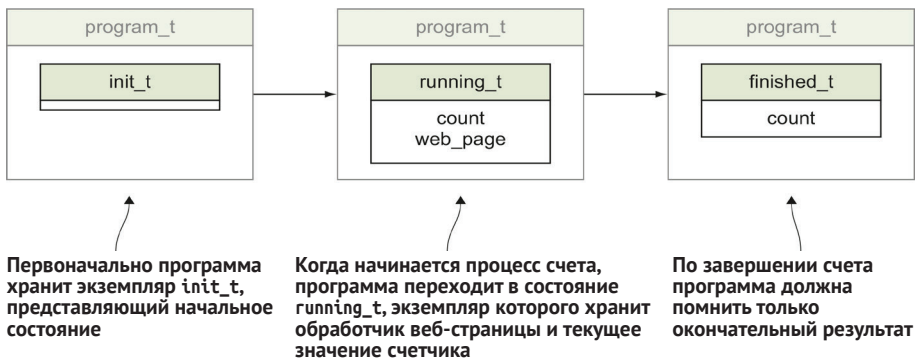 program_t
init_t
program_t
running_t
count
web_page
program_t
finished_t
count
Первоначально программа
хранит экземпляр init_t,
представляющий начальное
состояние
Когда начинается процесс счета,
программа переходит в состояние
running_t, экземпляр которого хранит
обработчик веб-страницы и текущее
значение счетчика
По завершении счета
программа должна
помнить только
окончательный результат